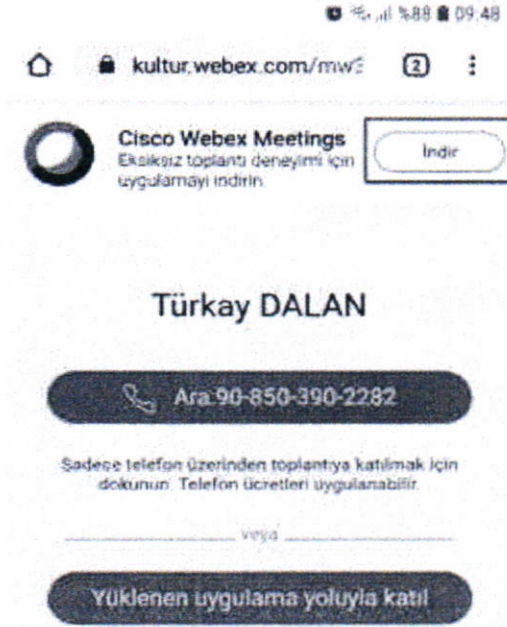 %88 09:48
kultur.webex.com/mw
2
Cisco Webex Meetings
Eksiksiz toplantı deneyimi için
uygulamayı indirin.
İndir
Türkay DALAN
Ara 90-850-390-2282
Sadece telefon üzerinden toplantıya katılmak için
dokunun. Telefon ücretleri uygulanabilir.
veya
Yüklenen uygulama yoluyla katıl